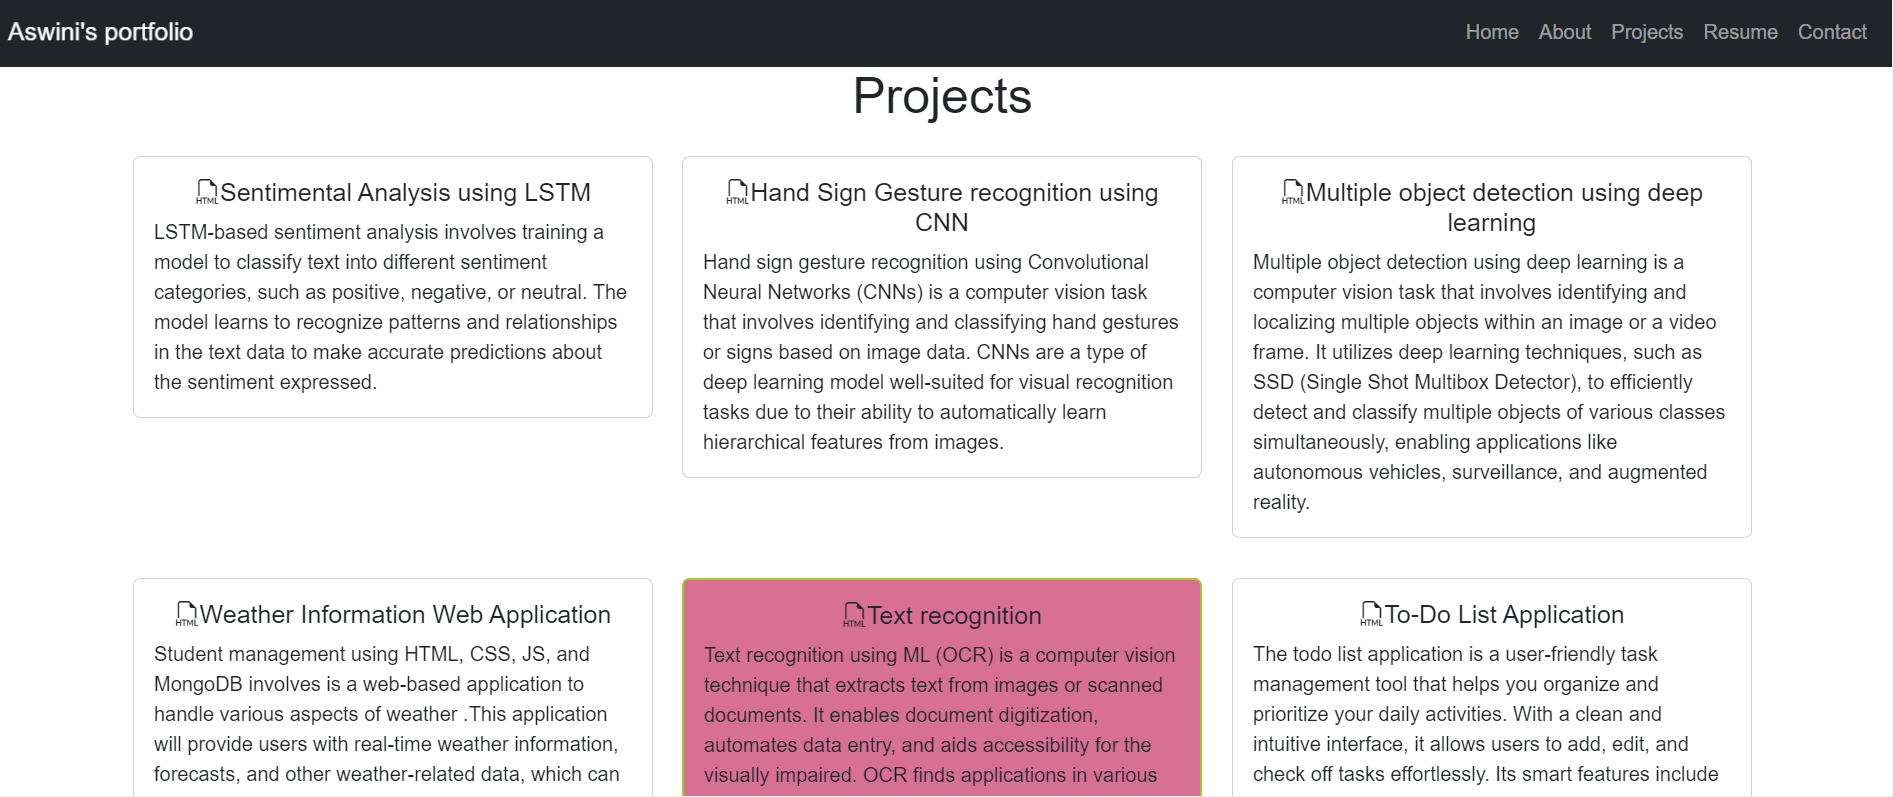 Aswini's portfolio
Home About Projects Resume Contact
Projects
HTML Sentimental Analysis using LSTM
LSTM-based sentiment analysis involves training a
model to classify text into different sentiment
categories, such as positive, negative, or neutral. The
model learns to recognize patterns and relationships
in the text data to make accurate predictions about
the sentiment expressed.
HTML Hand Sign Gesture recognition using
CNN
Hand sign gesture recognition using Convolutional
Neural Networks (CNNs) is a computer vision task
that involves identifying and classifying hand gestures
or signs based on image data. CNNs are a type of
deep learning model well-suited for visual recognition
tasks due to their ability to automatically learn
hierarchical features from images.
HTML Multiple object detection using deep
learning
Multiple object detection using deep learning is a
computer vision task that involves identifying and
localizing multiple objects within an image or a video
frame. It utilizes deep learning techniques, such as
SSD (Single Shot Multibox Detector), to efficiently
detect and classify multiple objects of various classes
simultaneously, enabling applications like
autonomous vehicles, surveillance, and augmented
reality.
HTML Weather Information Web Application
Student management using HTML, CSS, JS, and
MongoDB involves is a web-based application to
handle various aspects of weather .This application
will provide users with real-time weather information,
forecasts, and other weather-related data, which can
HTML Text recognition
Text recognition using ML (OCR) is a computer vision
technique that extracts text from images or scanned
documents. It enables document digitization,
automates data entry, and aids accessibility for the
visually impaired. OCR finds applications in various
HTML To-Do List Application
The todo list application is a user-friendly task
management tool that helps you organize and
prioritize your daily activities. With a clean and
intuitive interface, it allows users to add, edit, and
check off tasks effortlessly. Its smart features include